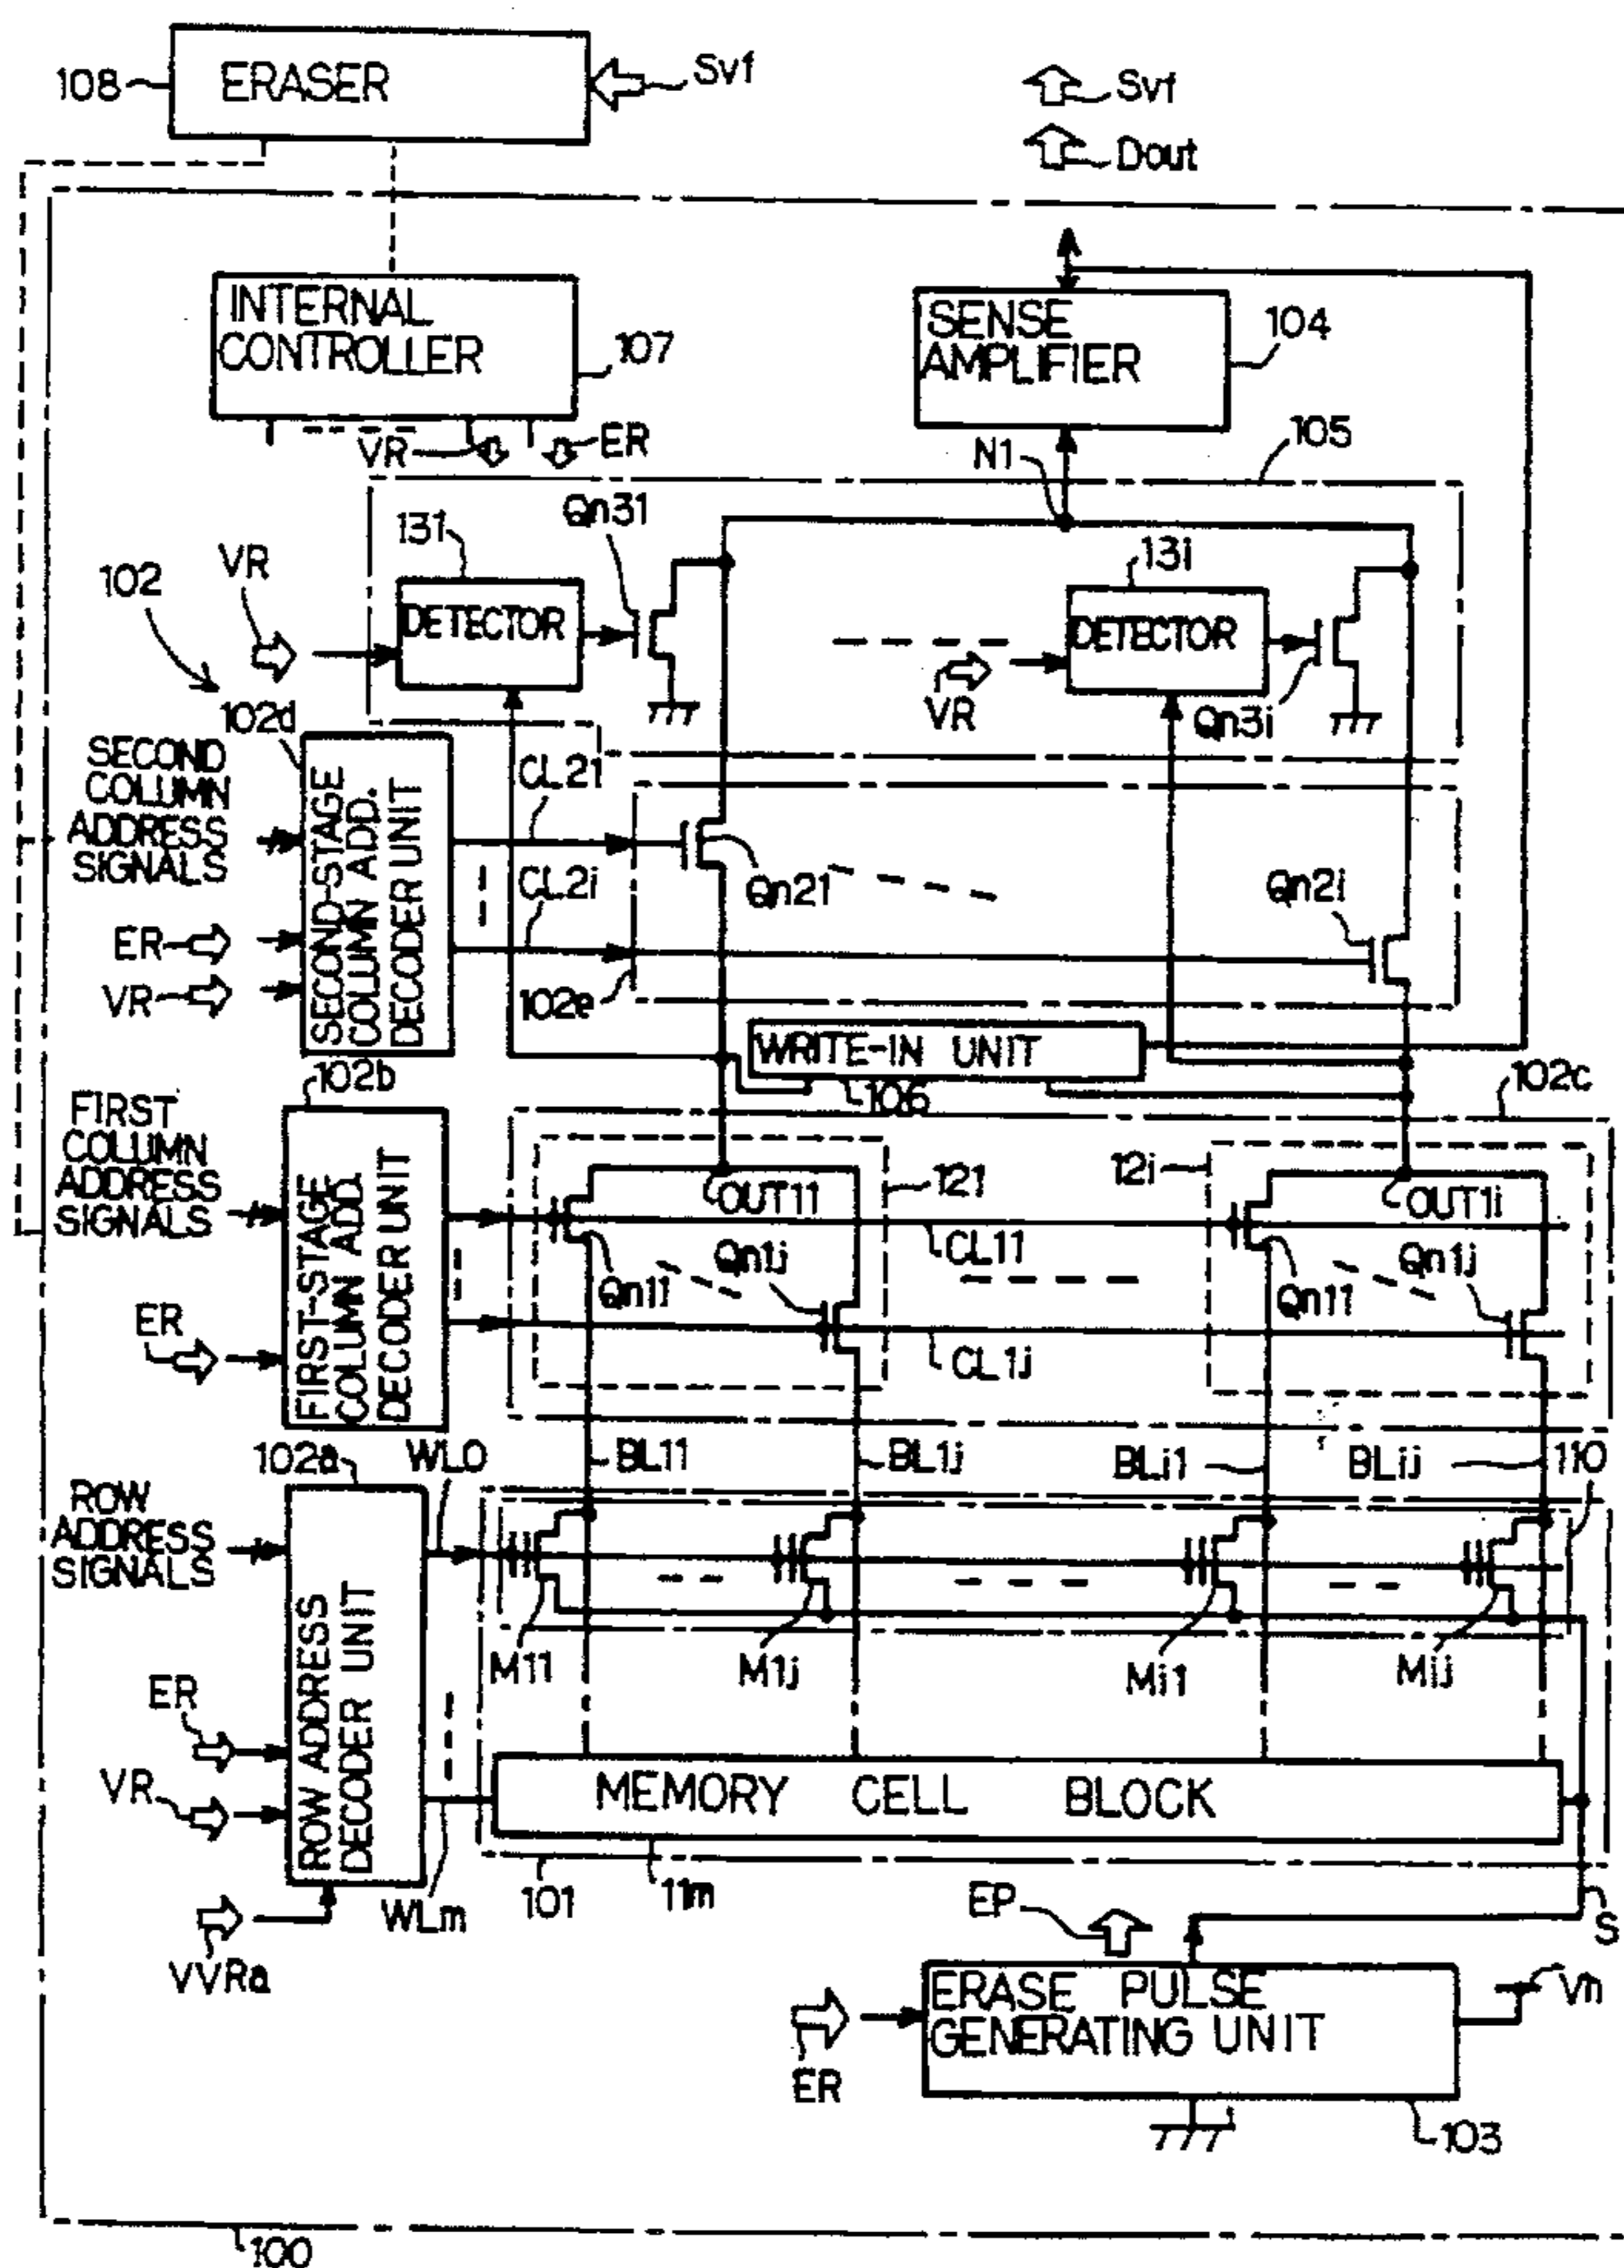 108
ERASER
Svf
Svf
Dout
INTERNAL
CONTROLLER
107
VR
ER
SENSE
AMPLIFIER
104
N1
105
102
VR
131
DETECTOR
Qn31
VR
13i
DETECTOR
Qn3i
102d
SECOND
COLUMN
ADDRESS
SIGNALS
ER
VR
SECOND-STAGE
COLUMN ADD.
DECODER UNIT
CL21
CL2i
102e
Qn21
Qn2i
WRITE-IN UNIT
106
102b
102c
FIRST
COLUMN
ADDRESS
SIGNALS
ER
FIRST-STAGE
COLUMN ADD.
DECODER UNIT
OUT11
121
12i
OUT1i
Qn11
Qn1j
CL11
Qn11
Qn1j
CL1j
102a
WL0
BL11
BL1j
BLi1
BLij
110
ROW
ADDRESS
SIGNALS
ER
VR
VVRa
ROW ADDRESS
DECODER UNIT
M11
M1j
Mi1
Mij
MEMORY CELL BLOCK
WLm
101
11m
EP
S
ERASE PULSE
GENERATING UNIT
ER
103
100